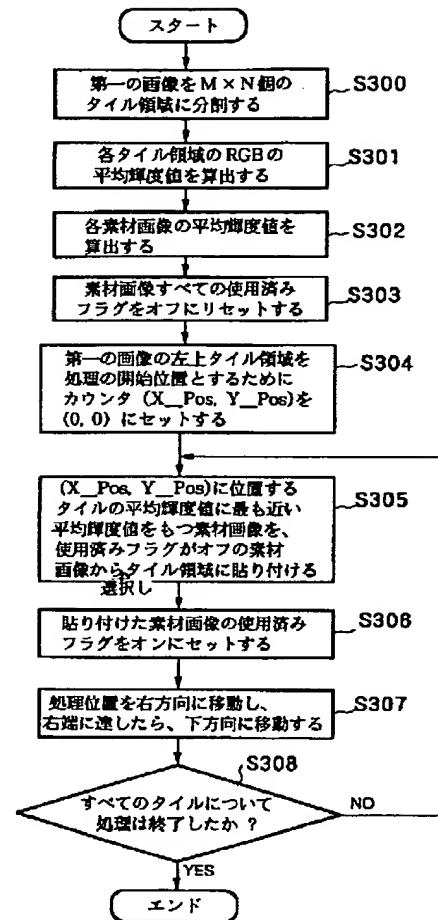 スタート
第一の画像をM×N個の
タイル領域に分割する
S300
各タイル領域のRGBの
平均輝度値を算出する
S301
各素材画像の平均輝度値を
算出する
S302
素材画像すべての使用済み
フラグをオフにリセットする
S303
第一の画像の左上タイル領域を
処理の開始位置とするために
カウンタ (X__Pos, Y__Pos)を
(0, 0) にセットする
S304
(X__Pos, Y__Pos)に位置する
タイルの平均輝度値に最も近い
平均輝度値をもつ素材画像を、
使用済みフラグがオフの素材
画像からタイル領域に貼り付ける
選択し
S305
貼り付けた素材画像の使用済み
フラグをオンにセットする
S306
処理位置を右方向に移動し、
右端に達したら、下方向に移動する
S307
S308
すべてのタイルについて
処理は終了したか ?
NO
YES
エンド